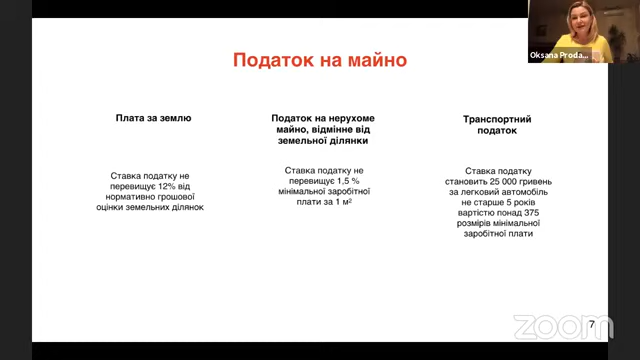 Oksana Proda...
Податок на майно
Плата за землю
Ставка податку не
перевищує 12% від
нормативно грошової
оцінки земельних ділянок
Податок на нерухоме
майно, відмінне від
земельної ділянки
Ставка податку не
перевищує 1,5 %
мінімальної заробітної
плати за 1 м²
Транспортний
податок
Ставка податку
становить 25 000 гривень
за легковий автомобіль
не старше 5 років
вартістю понад 375
розмірів мінімальної
заробітної плати
zoom
7